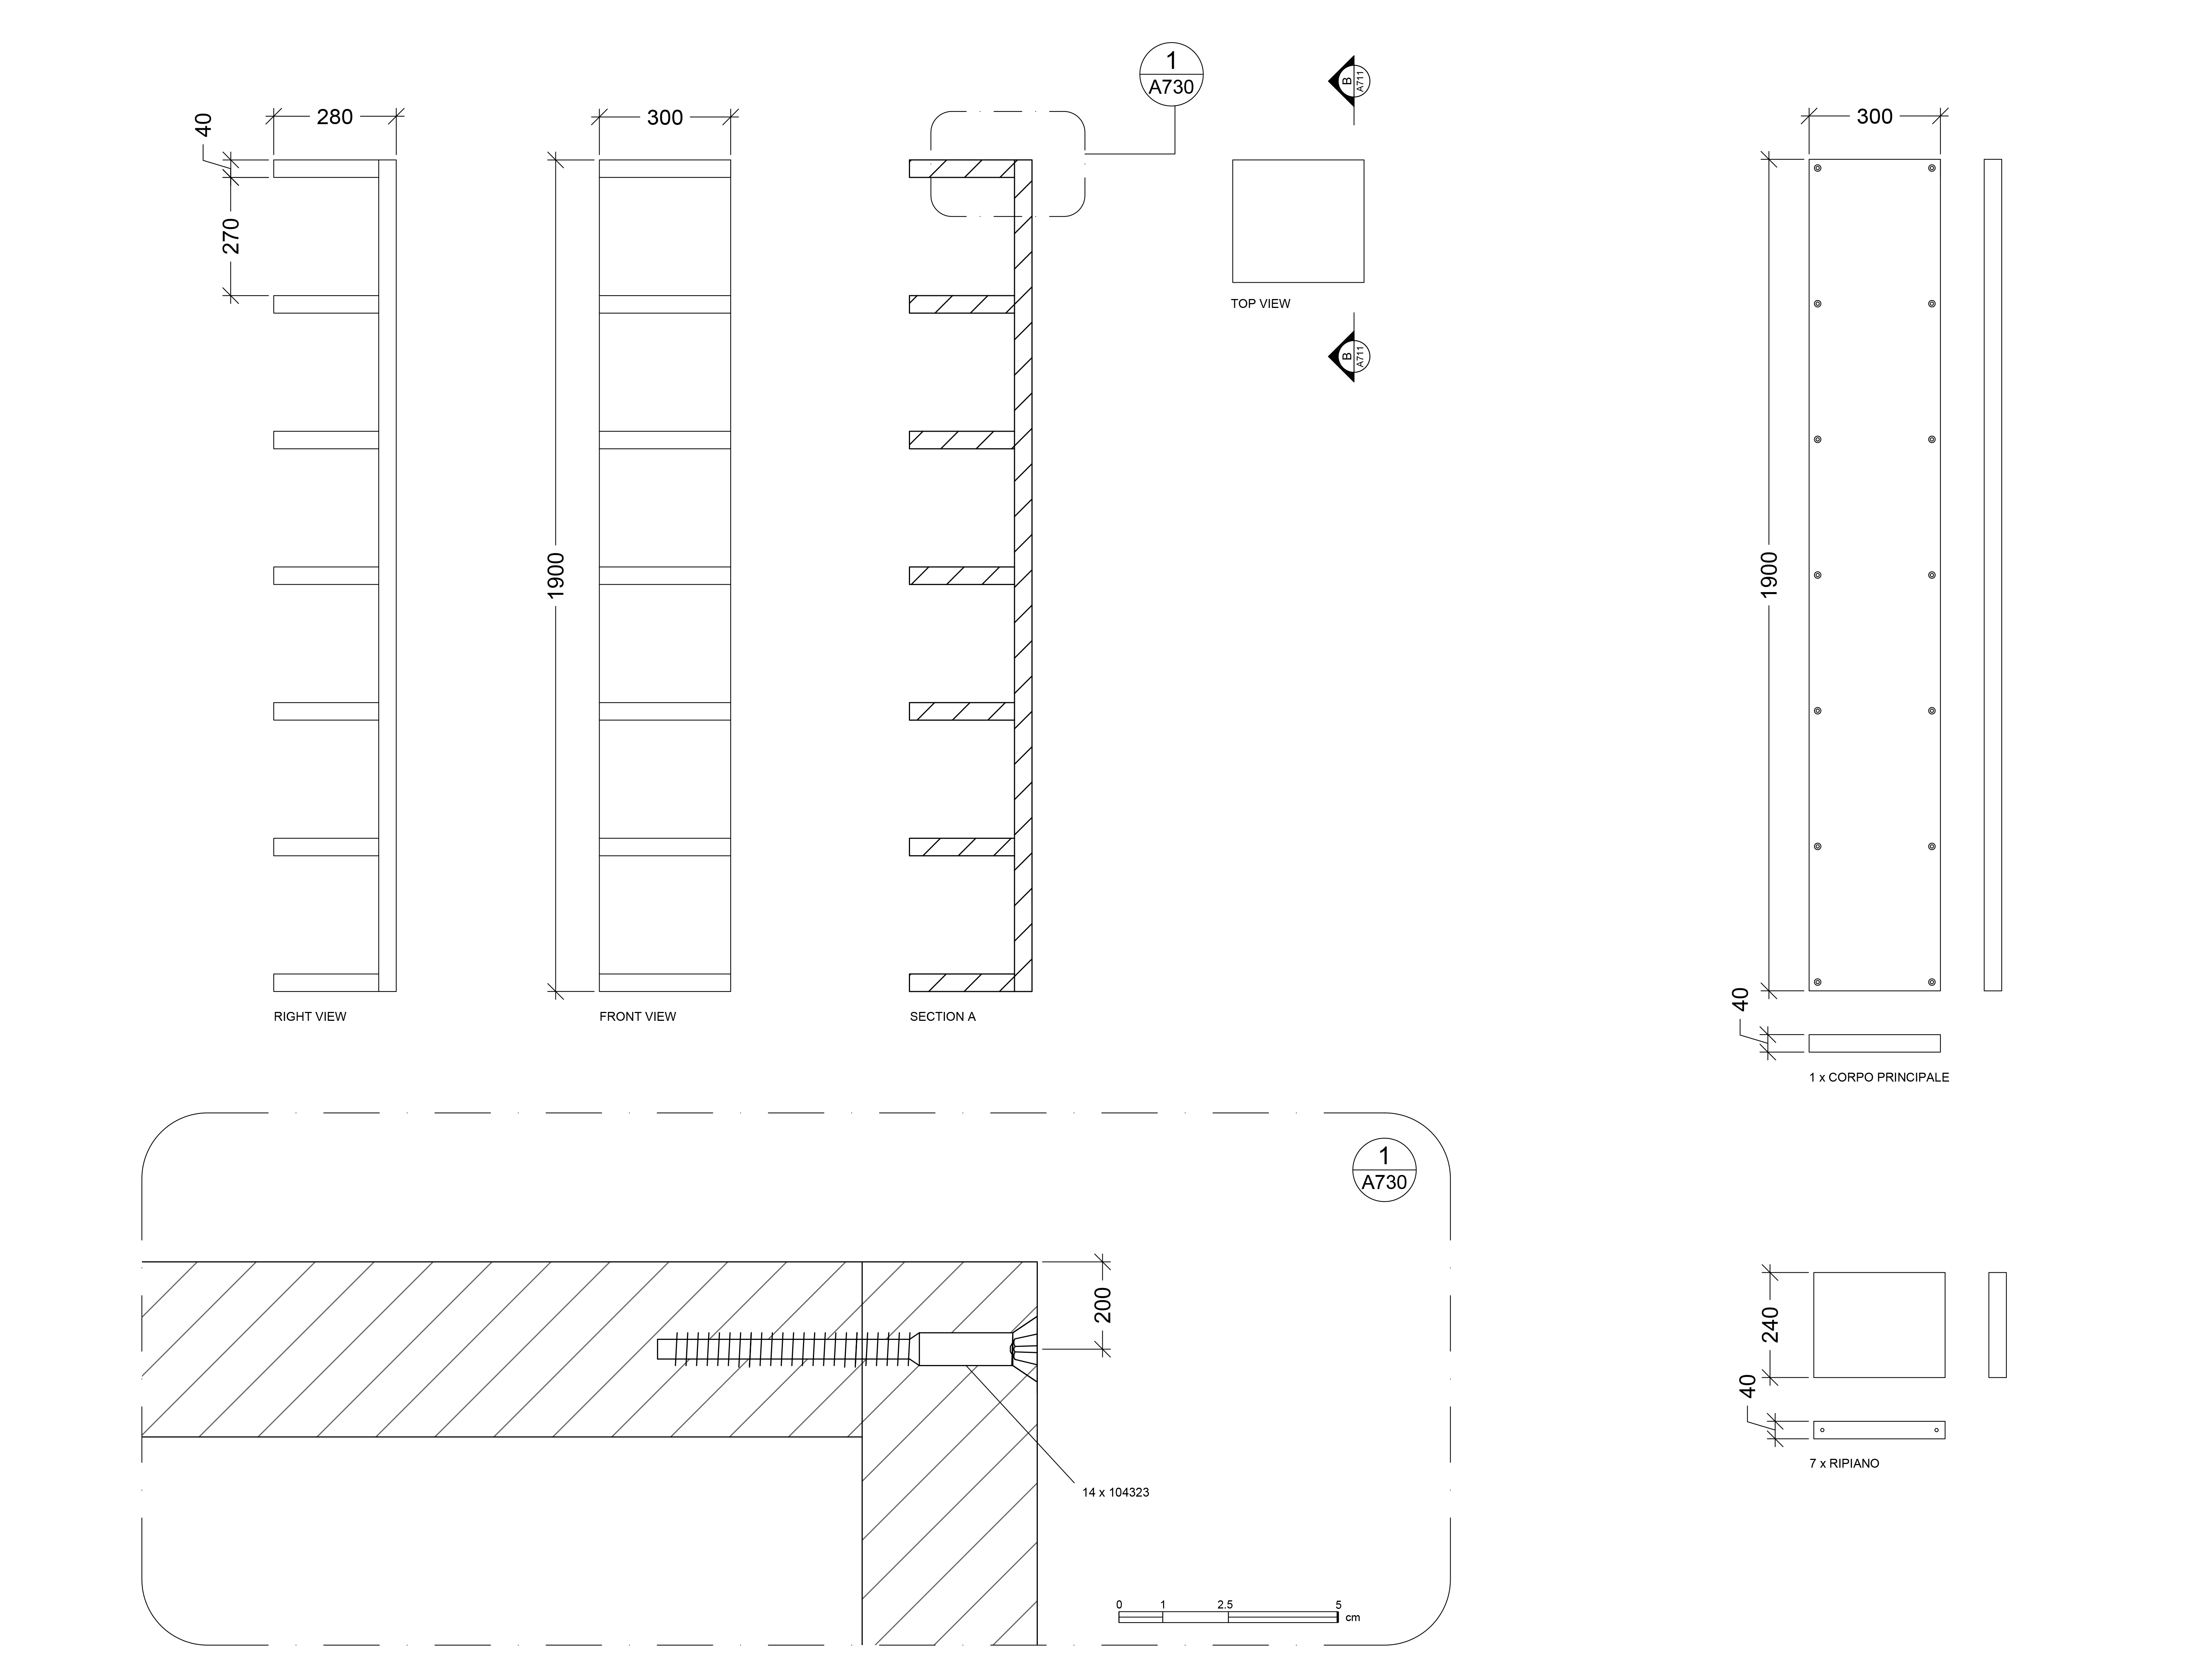 1
A730
B
A711
40
280
300
300
270
TOP VIEW
B
A711
1900
1900
RIGHT VIEW
FRONT VIEW
SECTION A
40
1 x CORPO PRINCIPALE
1
A730
200
240
40
7 x RIPIANO
14 x 104323
0 1 2.5 5
cm